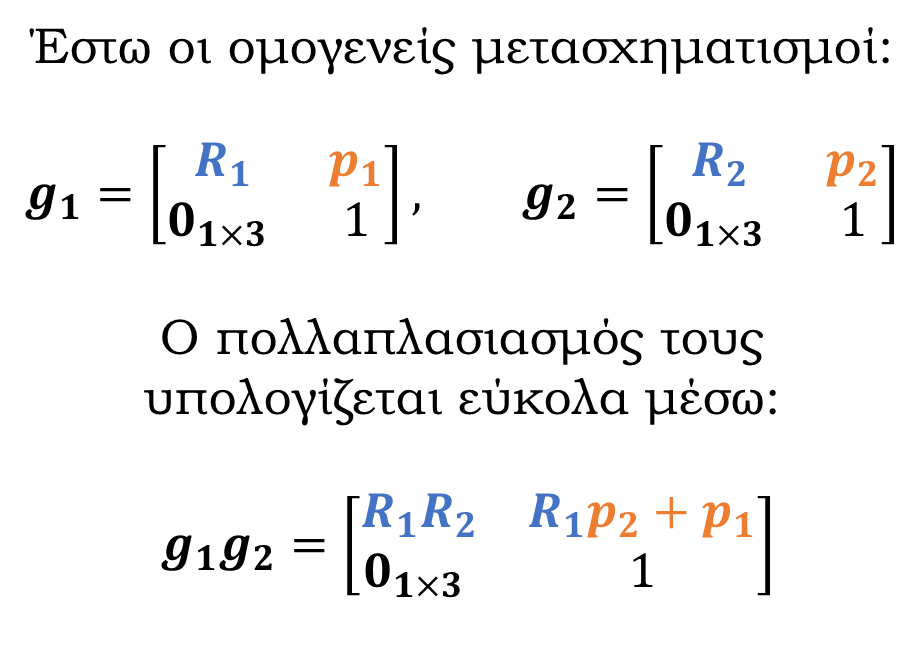 Έστω οι ομογενείς μετασχηματισμοί:
g₁ = [R₁ p₁; 0₁ₓ₃ 1], g₂ = [R₂ p₂; 0₁ₓ₃ 1]
Ο πολλαπλασιασμός τους
υπολογίζεται εύκολα μέσω:
g₁g₂ = [R₁R₂ R₁p₂ + p₁; 0₁ₓ₃ 1]